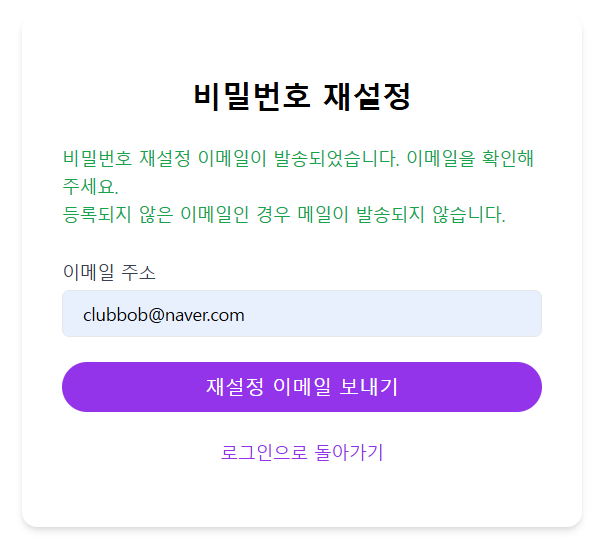 비밀번호 재설정
비밀번호 재설정 이메일이 발송되었습니다. 이메일을 확인해
주세요.
등록되지 않은 이메일인 경우 메일이 발송되지 않습니다.
이메일 주소
clubbob@naver.com
재설정 이메일 보내기
로그인으로 돌아가기